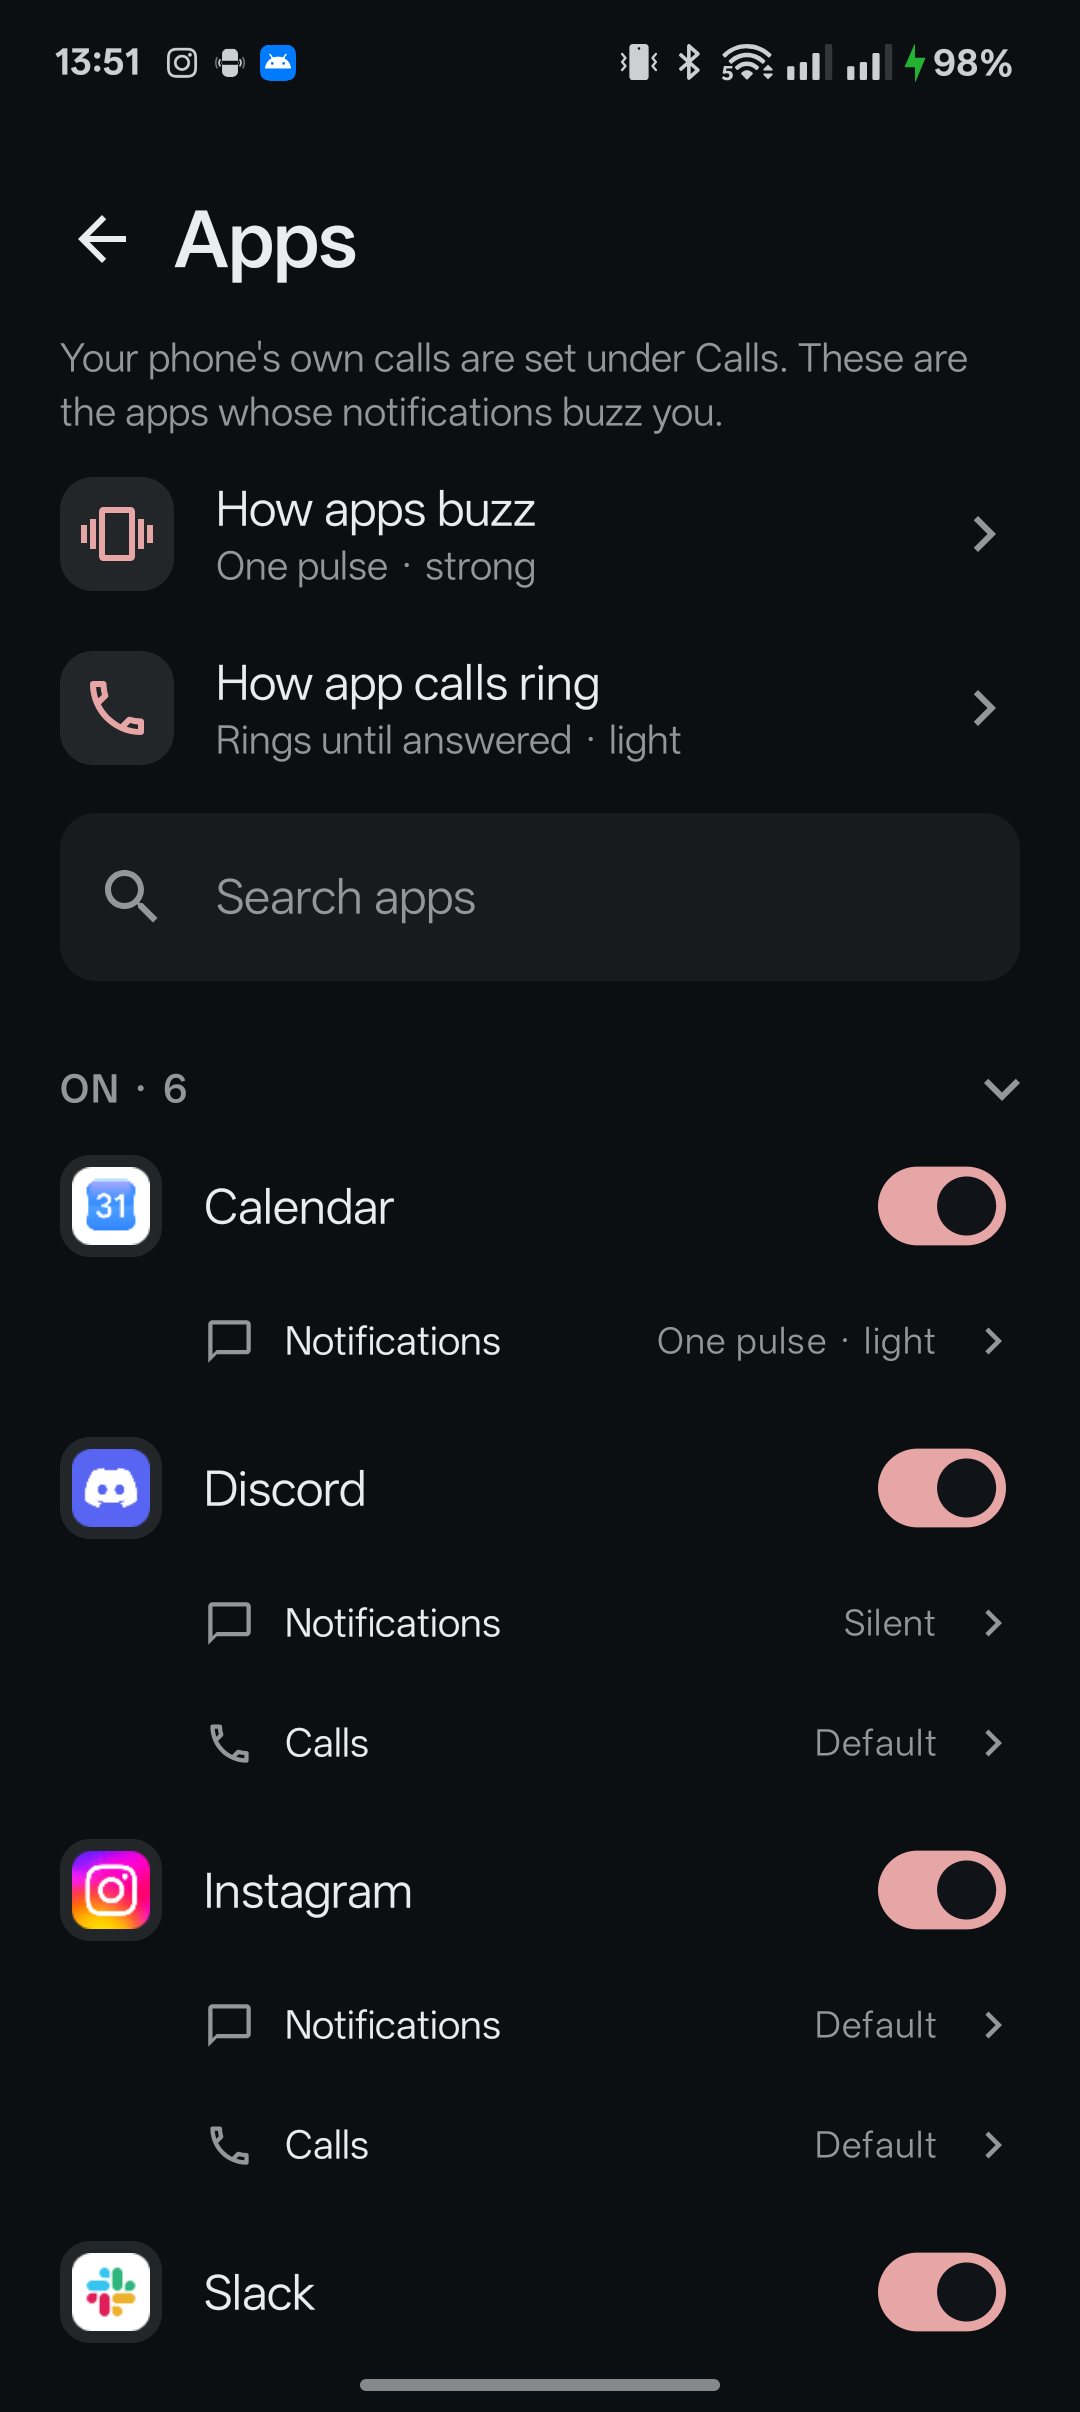 13:51
5
98%
Apps
Your phone's own calls are set under Calls. These are
the apps whose notifications buzz you.
How apps buzz
One pulse · strong
How app calls ring
Rings until answered · light
Search apps
ON · 6
31
Calendar
Notifications One pulse · light
Discord
Notifications Silent
Calls Default
Instagram
Notifications Default
Calls Default
Slack